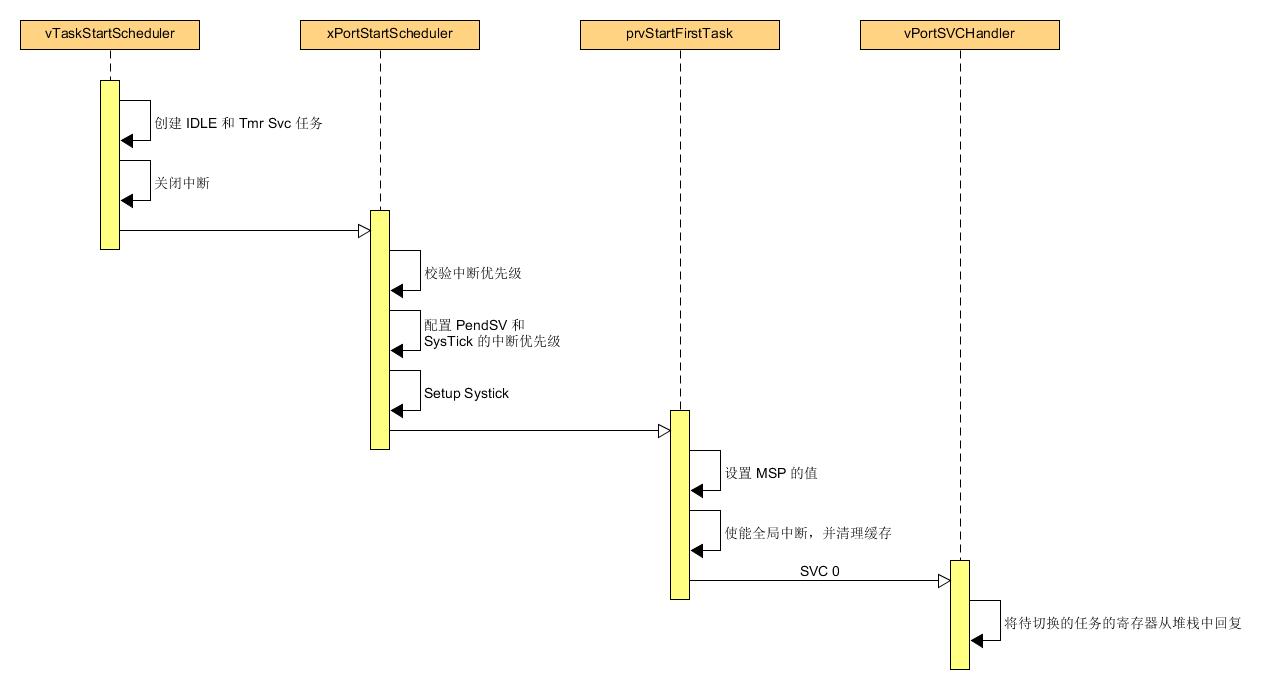 vTaskStartScheduler
xPortStartScheduler
prvStartFirstTask
vPortSVCHandler
创建 IDLE 和 Tmr Svc 任务
关闭中断
校验中断优先级
配置 PendSV 和
SysTick 的中断优先级
Setup Systick
设置 MSP 的值
使能全局中断，并清理缓存
SVC 0
将待切换的任务的寄存器从堆栈中回复